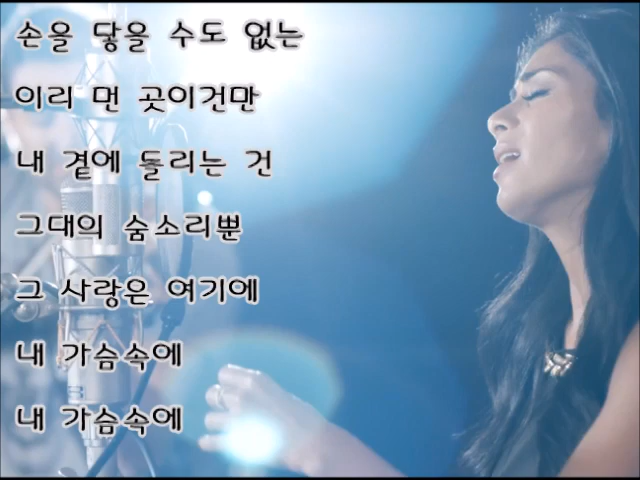 손을 닿을 수도 없는
이리 먼 곳이건만
내 곁에 돌리는 건
그대의 숨소리뿐
그 사랑은 여기에
내 가슴속에
내 가슴속에